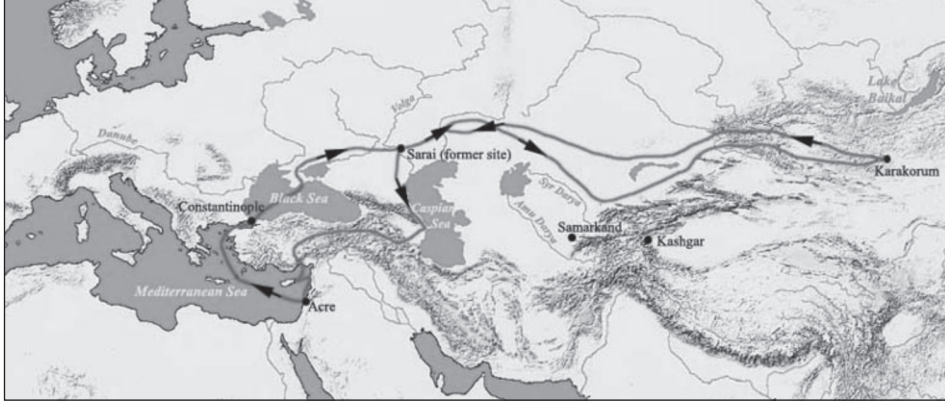 Lake
Baikal
Volga
Danube
Sarai (former site)
Karakorum
Black Sea
Constantinople
Caspian
Sea
Syr Darya
Amu Darya
Samarkand
Kashgar
Mediterranean Sea
Acre